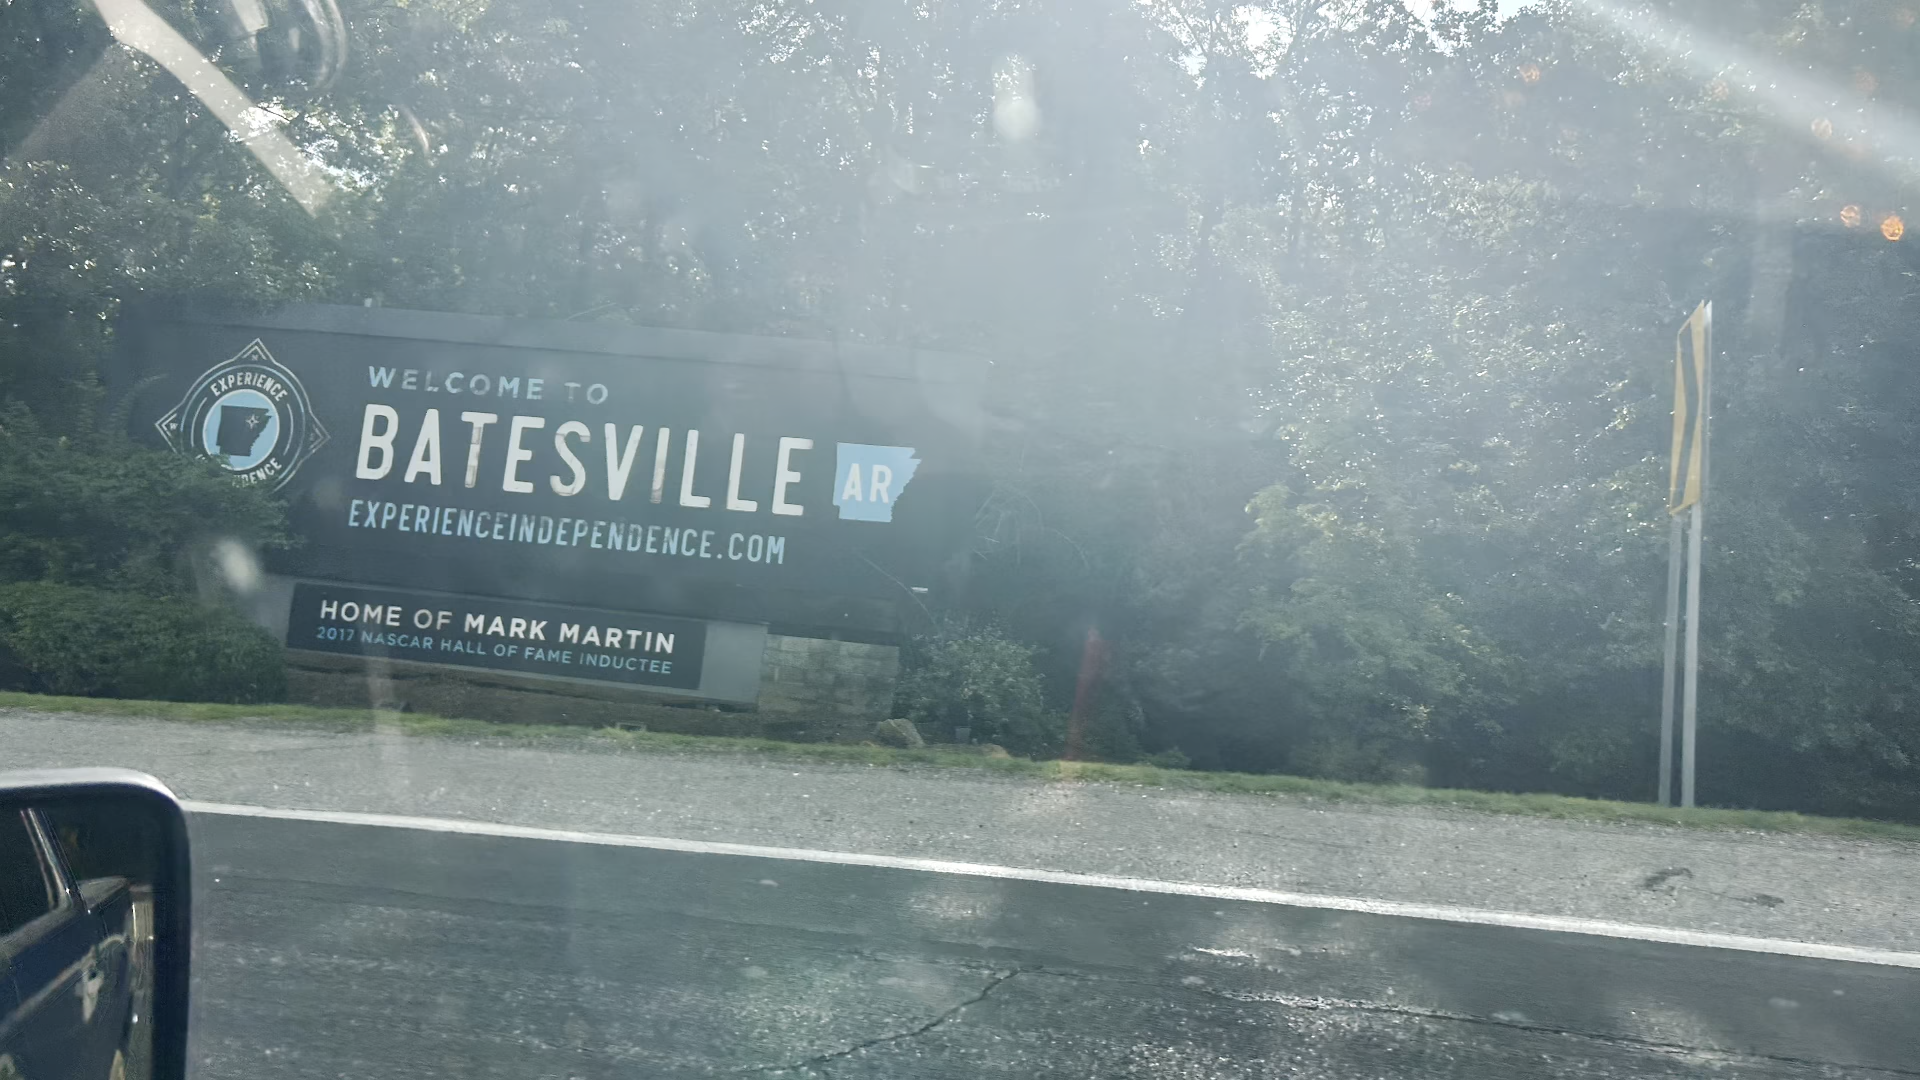 EXPERIENCE
WELCOME TO
BATESVILLE
AR
EXPERIENCEINDEPENDENCE.COM
HOME OF MARK MARTIN
2017 NASCAR HALL OF FAME INDUCTEE